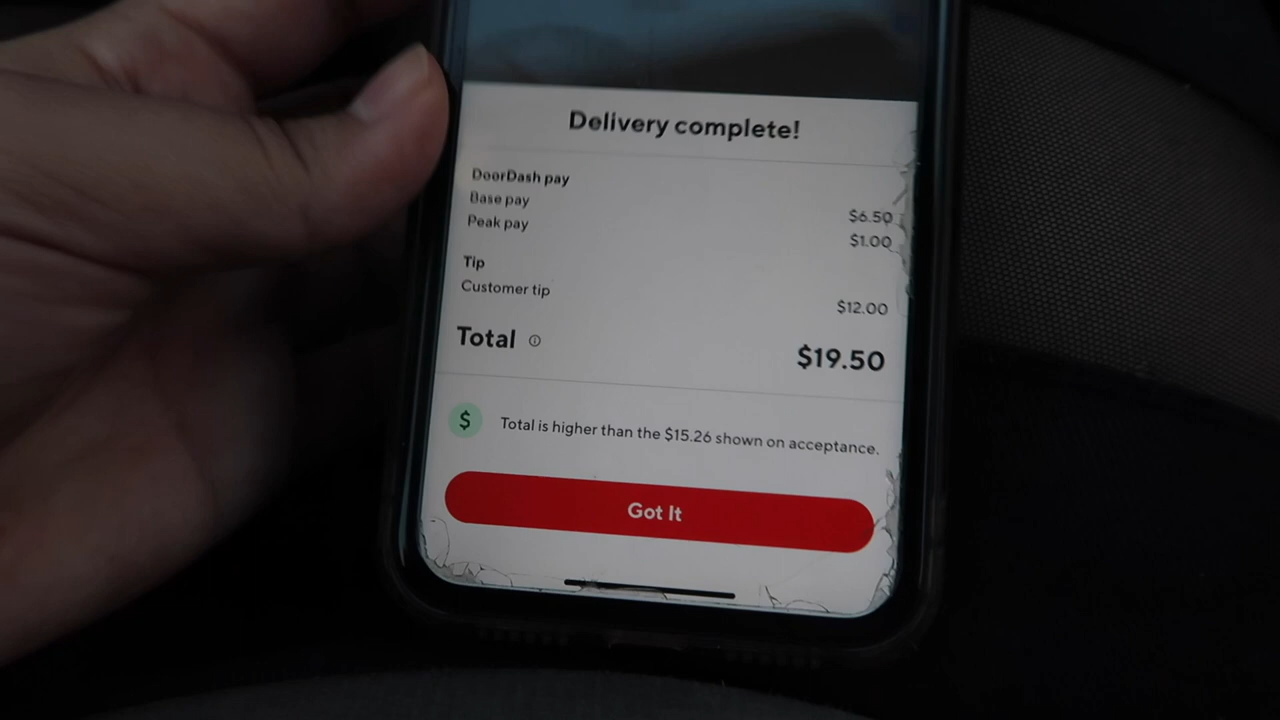 Delivery complete!
DoorDash pay
Base pay $6.50
Peak pay $1.00
Tip
Customer tip $12.00
Total $19.50
$ Total is higher than the $15.26 shown on acceptance.
Got It